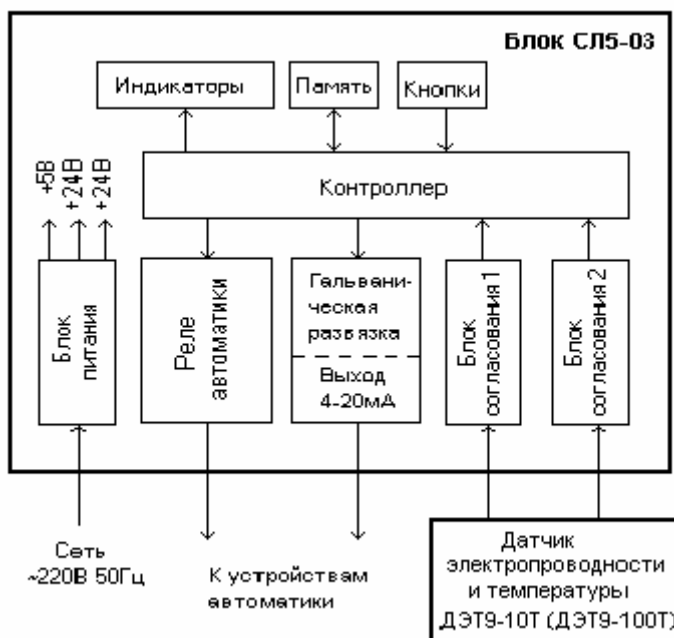 Блок СЛ5-03
Индикаторы
Память
Кнопки
Контроллер
+5В
+24В
+24В
Блок
питания
Реле
автоматики
Гальвани-
ческая
развязка
Выход
4-20мА
Блок
согласования 1
Блок
согласования 2
Сеть
~220В 50Гц
К устройствам
автоматики
Датчик
электропроводности
и температуры
ДЭТ9-10Т (ДЭТ9-100Т)